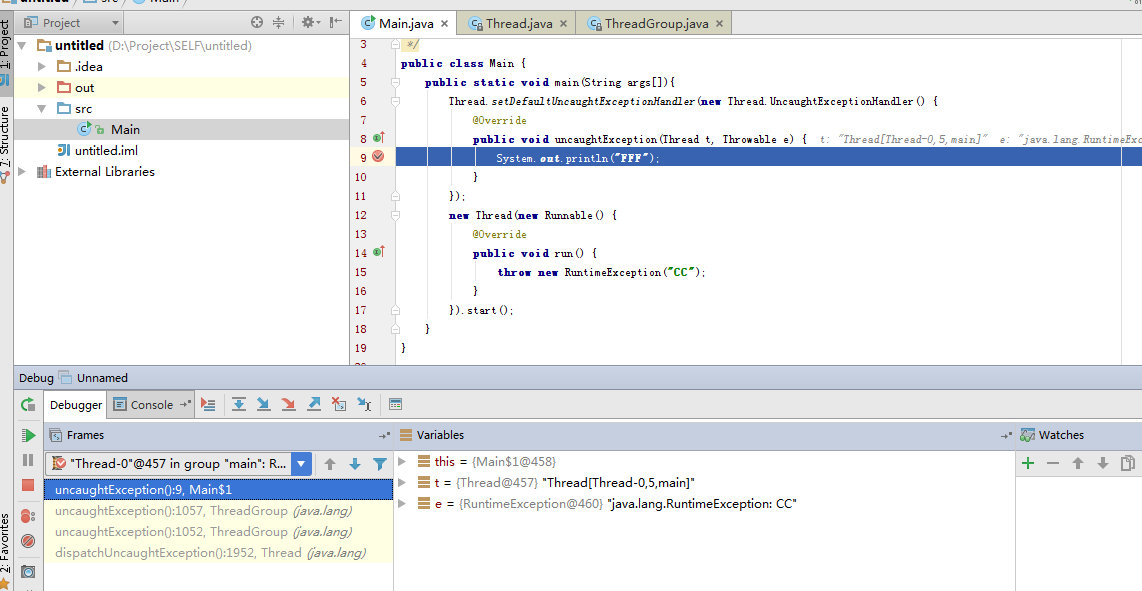 untitled src Main
1: Project
7: Structure
2: Favorites
Project
untitled (D:\Project\SELF\untitled)
.idea
out
src
Main
untitled.iml
External Libraries
Main.java × Thread.java × ThreadGroup.java ×
3 */
4 public class Main {
5 public static void main(String args[]){
6 Thread.setDefaultUncaughtExceptionHandler(new Thread.UncaughtExceptionHandler() {
7 @Override
8 public void uncaughtException(Thread t, Throwable e) { t: "Thread[Thread-0,5,main]" e: "java.lang.RuntimeExc
9 System.out.println("FFF");
10 }
11 });
12 new Thread(new Runnable() {
13 @Override
14 public void run() {
15 throw new RuntimeException("CC");
16 }
17 }).start();
18 }
19 }
Debug Unnamed
Debugger Console
Frames
"Thread-0"@457 in group "main": R...
uncaughtException():9, Main$1
uncaughtException():1057, ThreadGroup (java.lang)
uncaughtException():1052, ThreadGroup (java.lang)
dispatchUncaughtException():1952, Thread (java.lang)
Variables
this = {Main$1@458}
t = {Thread@457} "Thread[Thread-0,5,main]"
e = {RuntimeException@460} "java.lang.RuntimeException: CC"
Watches